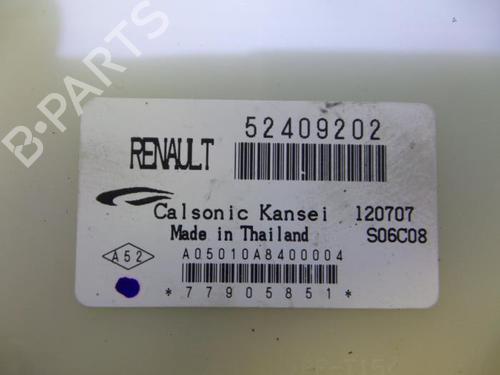 B-PARTS
52409202
RENAULT
Calsonic Kansei 120707
Made in Thailand S06C08
A52 A05010A8400004
*77905851*